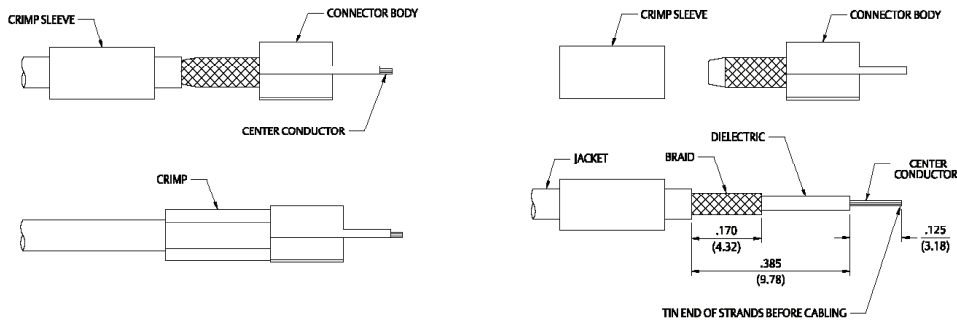 CRIMP SLEEVE
CONNECTOR BODY
CENTER CONDUCTOR
CRIMP
CRIMP SLEEVE
CONNECTOR BODY
DIELECTRIC
JACKET
BRAID
CENTER
CONDUCTOR
.170
(4.32)
.125
(3.18)
.385
(9.78)
TIN END OF STRANDS BEFORE CABLING